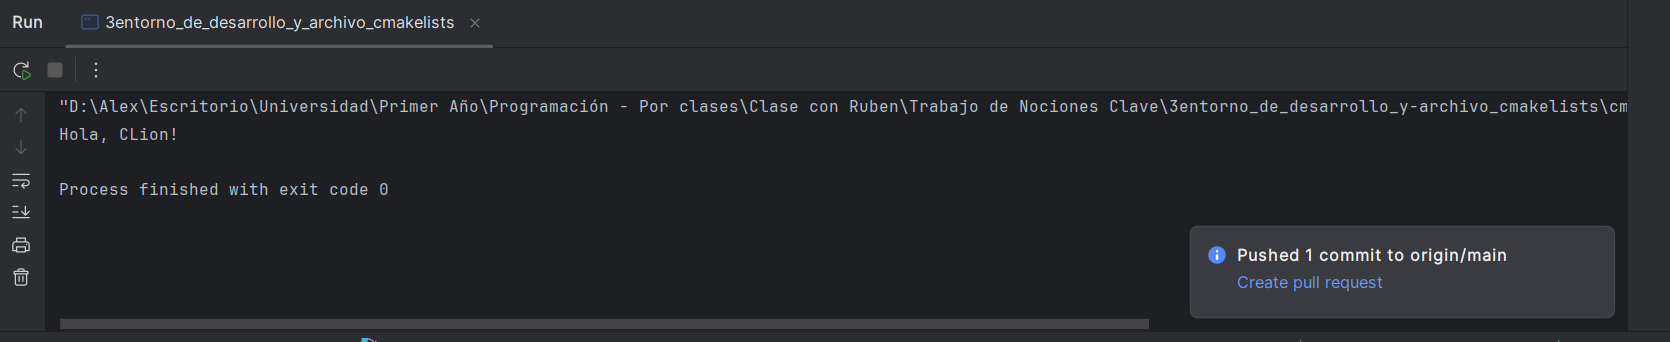 Run 3entorno_de_desarrollo_y_archivo_cmakelists
"D:\Alex\Escritorio\Universidad\Primer Año\Programación - Por clases\Clase con Ruben\Trabajo de Nociones Clave\3entorno_de_desarrollo_y-archivo_cmakelists\cm
Hola, CLion!
Process finished with exit code 0
Pushed 1 commit to origin/main
Create pull request